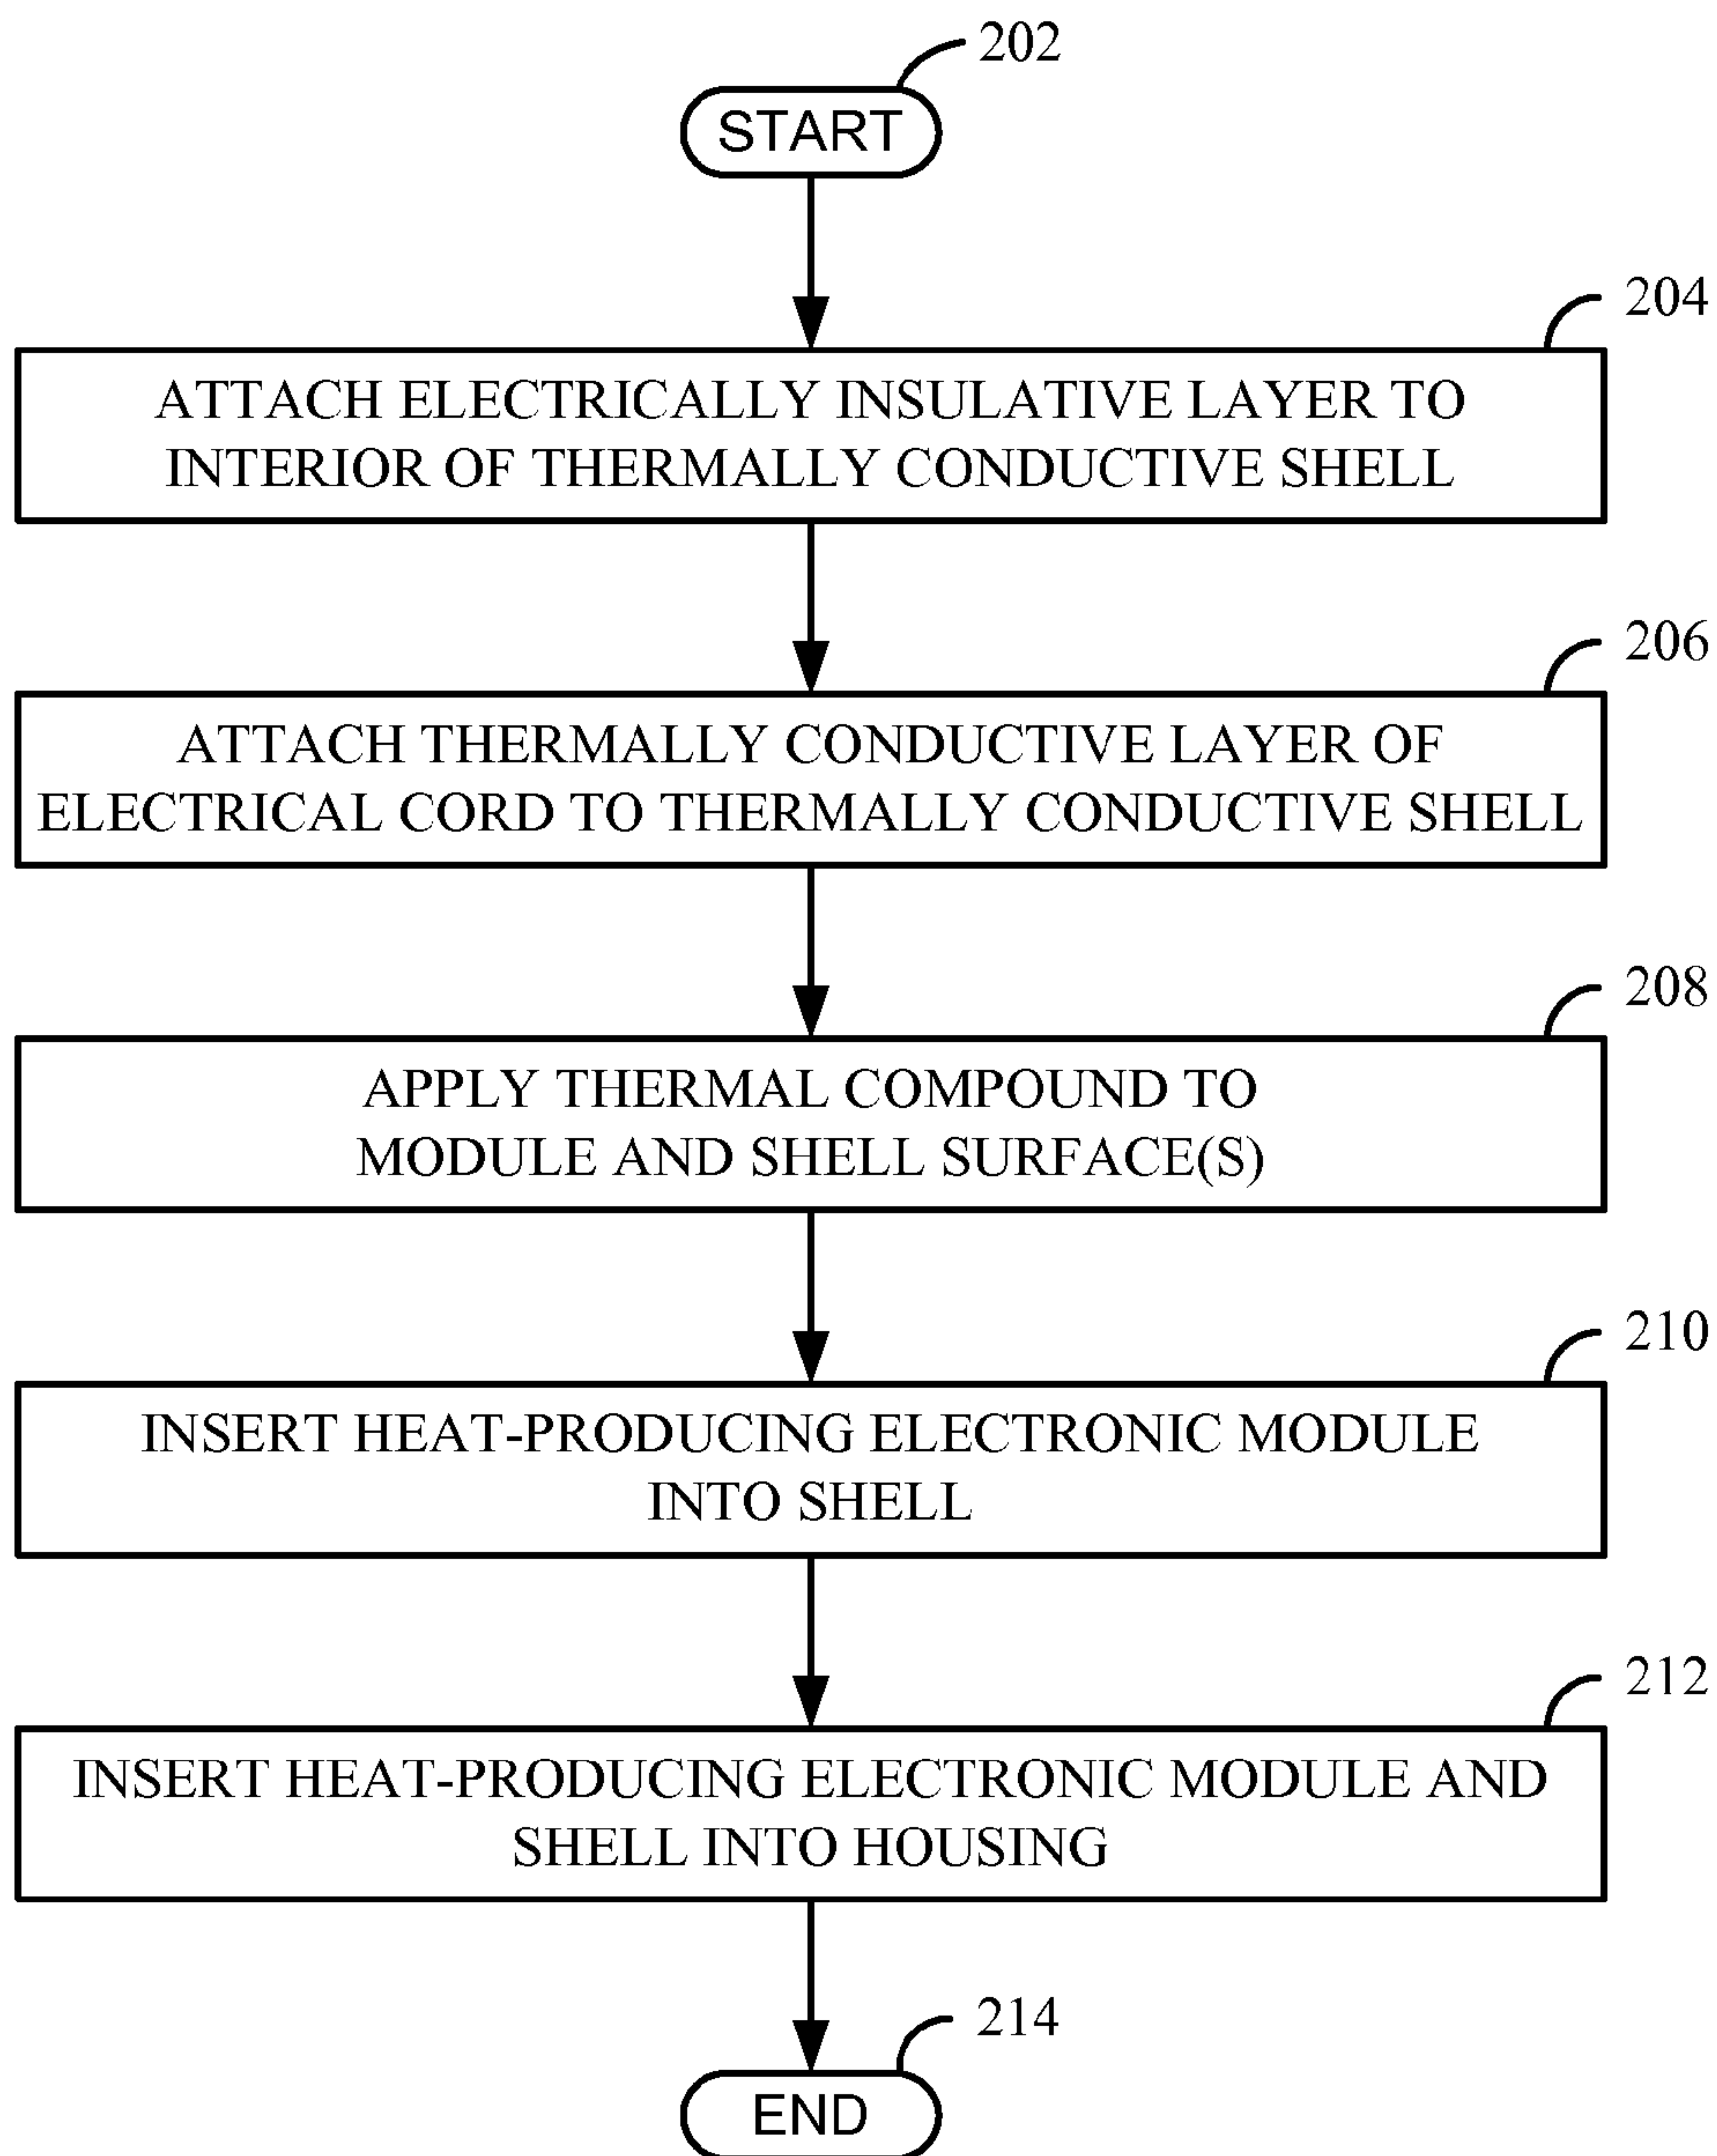 202
START
204
ATTACH ELECTRICALLY INSULATIVE LAYER TO
INTERIOR OF THERMALLY CONDUCTIVE SHELL
206
ATTACH THERMALLY CONDUCTIVE LAYER OF
ELECTRICAL CORD TO THERMALLY CONDUCTIVE SHELL
208
APPLY THERMAL COMPOUND TO
MODULE AND SHELL SURFACE(S)
210
INSERT HEAT-PRODUCING ELECTRONIC MODULE
INTO SHELL
212
INSERT HEAT-PRODUCING ELECTRONIC MODULE AND
SHELL INTO HOUSING
214
END